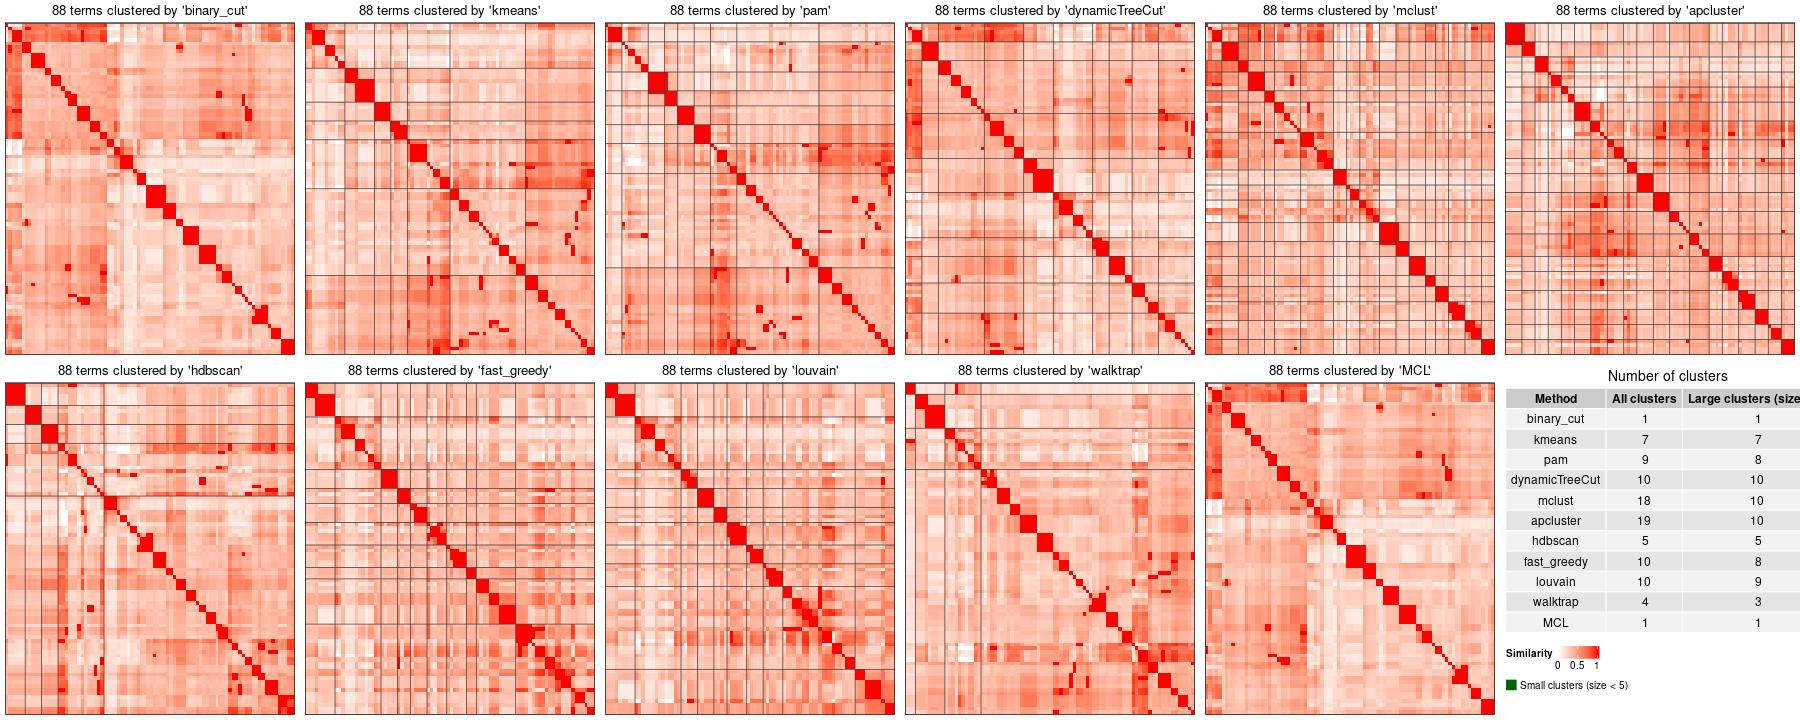 88 terms clustered by 'binary_cut'
88 terms clustered by 'kmeans'
88 terms clustered by 'pam'
88 terms clustered by 'dynamicTreeCut'
88 terms clustered by 'mclust'
88 terms clustered by 'apcluster'
88 terms clustered by 'hdbscan'
88 terms clustered by 'fast_greedy'
88 terms clustered by 'louvain'
88 terms clustered by 'walktrap'
88 terms clustered by 'MCL'
Number of clusters
Method All clusters Large clusters (size
binary_cut 1 1
kmeans 7 7
pam 9 8
dynamicTreeCut 10 10
mclust 18 10
apcluster 19 10
hdbscan 5 5
fast_greedy 10 8
louvain 10 9
walktrap 4 3
MCL 1 1
Similarity
0 0.5 1
Small clusters (size < 5)